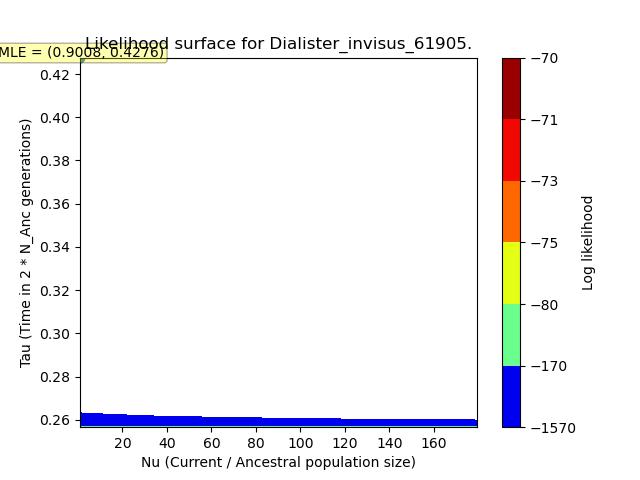 Likelihood surface for Dialister_invisus_61905.
MLE = (0.9008, 0.4276)
0.42
0.40
0.38
0.36
0.34
0.32
0.30
0.28
0.26
Tau (Time in 2 * N_Anc generations)
20 40 60 80 100 120 140 160
Nu (Current / Ancestral population size)
−70
−71
−73
−75
−80
−170
−1570
Log likelihood